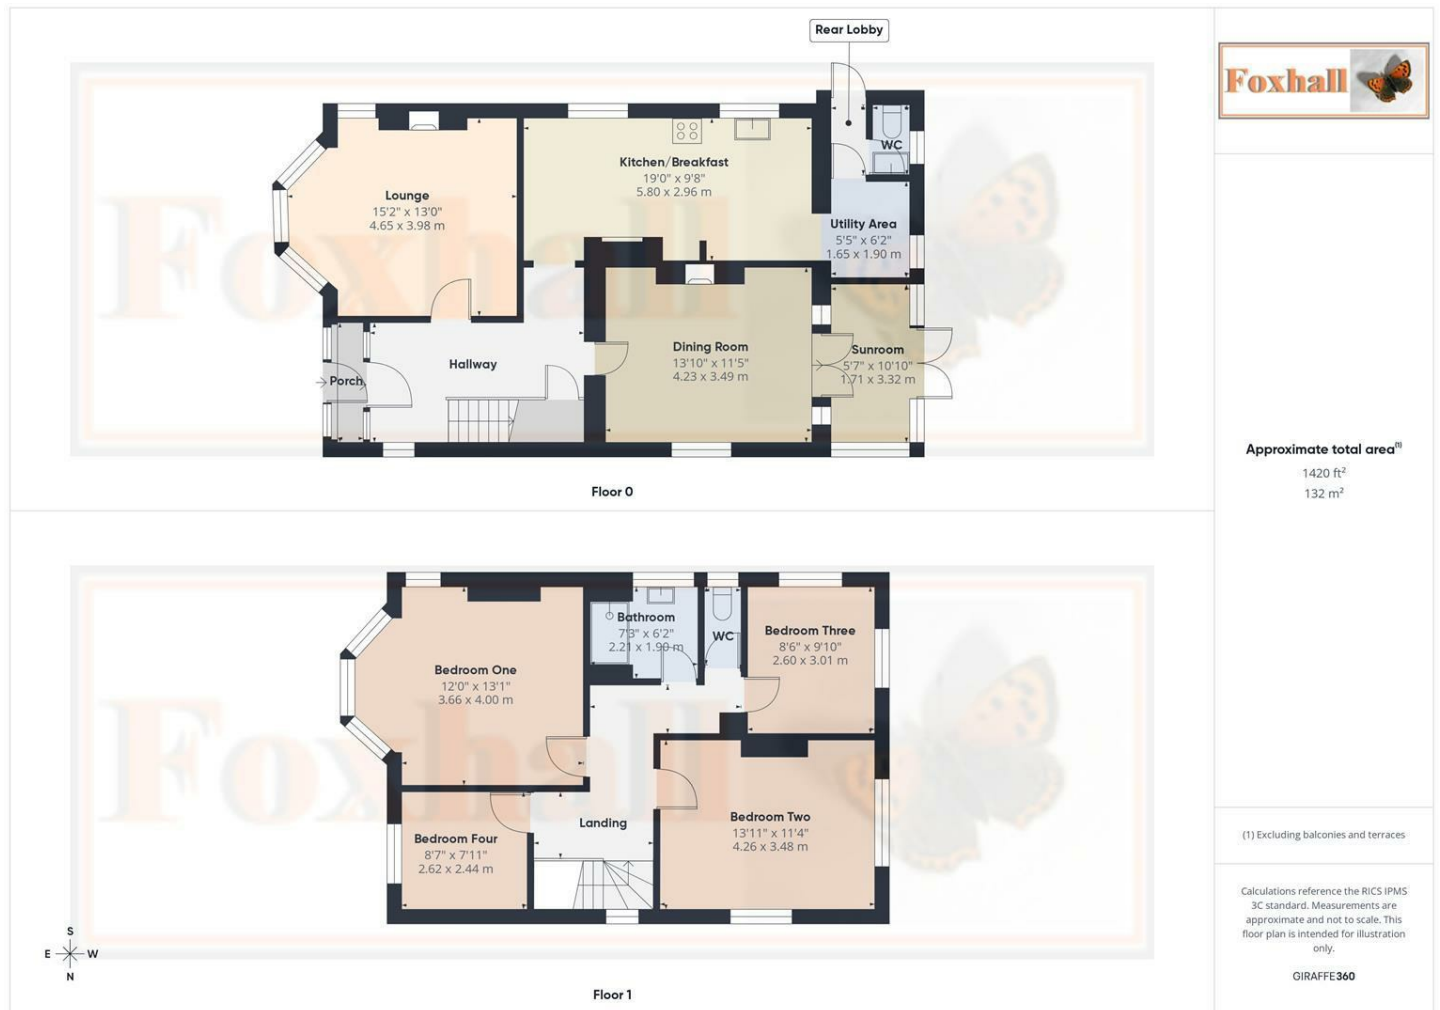 Rear Lobby
Foxhall
Lounge
15'2" x 13'0"
4.65 x 3.98 m
Kitchen/Breakfast
19'0" x 9'8"
5.80 x 2.96 m
WC
Utility Area
5'5" x 6'2"
1.65 x 1.90 m
Porch
Hallway
Dining Room
13'10" x 11'5"
4.23 x 3.49 m
Sunroom
5'7" x 10'10"
1.71 x 3.32 m
Foxhall
Floor 0
Approximate total area(1)
1420 ft²
132 m²
Bedroom One
12'0" x 13'1"
3.66 x 4.00 m
Bathroom
7'3" x 6'2"
2.21 x 1.90 m
WC
Bedroom Three
8'6" x 9'10"
2.60 x 3.01 m
Bedroom Four
8'7" x 7'11"
2.62 x 2.44 m
Landing
Bedroom Two
13'11" x 11'4"
4.26 x 3.48 m
Foxhall
S
E W
N
Floor 1
(1) Excluding balconies and terraces
Calculations reference the RICS IPMS
3C standard. Measurements are
approximate and not to scale. This
floor plan is intended for illustration
only.
GIRAFFE360